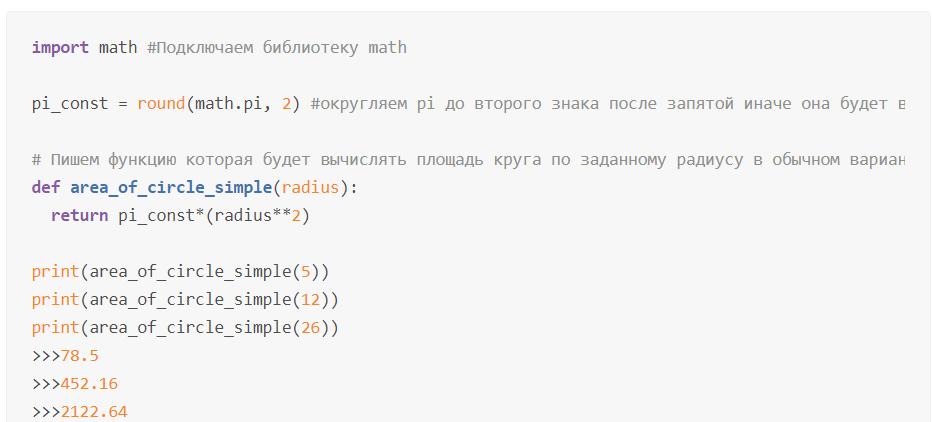 import math #Подключаем библиотеку math
pi_const = round(math.pi, 2) #округляем pi до второго знака после запятой иначе она будет в
# Пишем функцию которая будет вычислять площадь круга по заданному радиусу в обычном вариан
def area_of_circle_simple(radius):
  return pi_const*(radius**2)
print(area_of_circle_simple(5))
print(area_of_circle_simple(12))
print(area_of_circle_simple(26))
>>>78.5
>>>452.16
>>>2122.64